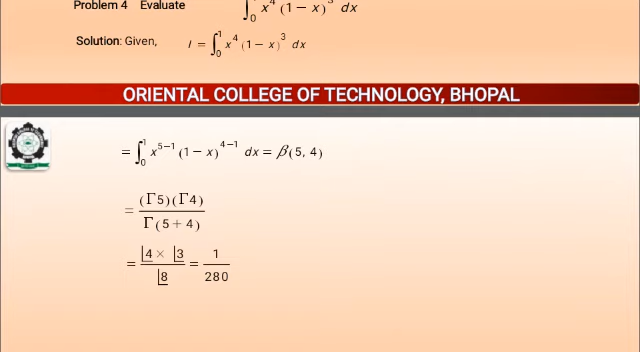 Problem 4 Evaluate ∫₀ x⁴ (1 − x)³ dx
Solution: Given, I = ∫₀¹ x⁴ (1 − x)³ dx
ORIENTAL COLLEGE OF TECHNOLOGY, BHOPAL
= ∫₀¹ x⁵⁻¹ (1 − x)⁴⁻¹ dx = β(5, 4)
= (Γ5)(Γ4) / Γ(5 + 4)
= ⌊4 × ⌊3 / ⌊8 = 1 / 280